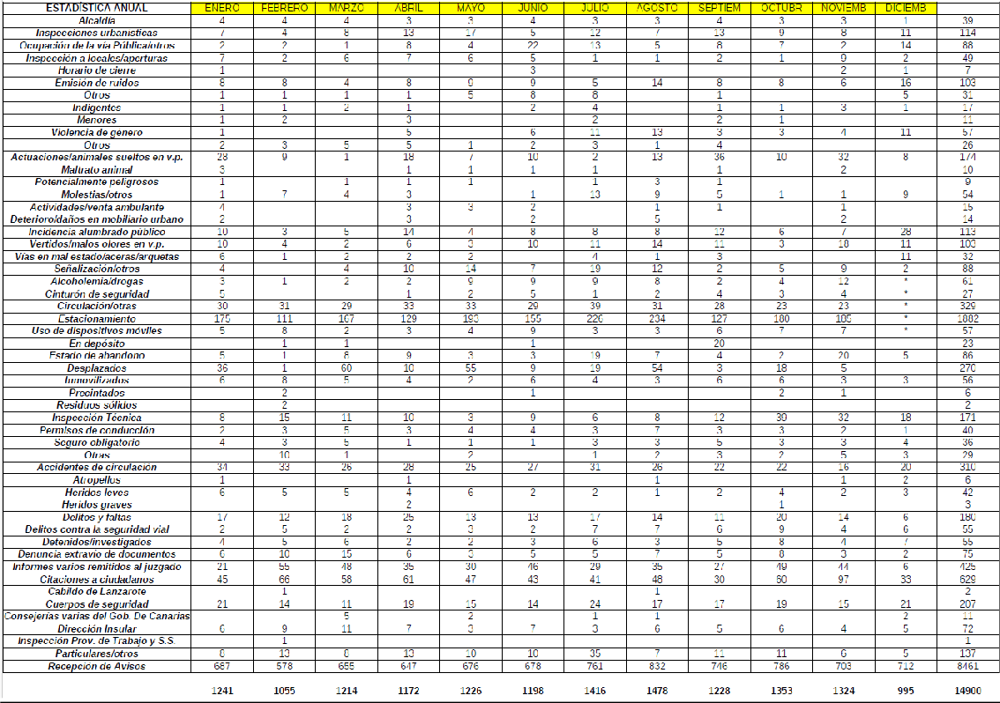 ESTADÍSTICA ANUAL ENERO FEBRERO MARZO ABRIL MAYO JUNIO JULIO AGOSTO SEPTIEM OCTUBR NOVIEMB DICIEMB
Alcaldía 4 4 4 3 3 4 3 3 4 3 3 1 39
Inspecciones urbanísticas 7 4 8 13 17 5 12 7 13 9 8 11 114
Ocupación de la vía Pública/otros 2 2 1 8 4 22 13 5 8 7 2 14 88
Inspección a locales/aperturas 7 2 6 7 6 5 1 1 2 1 9 2 49
Horario de cierre 1 3 2 1 7
Emisión de ruidos 8 8 4 8 9 9 5 14 8 8 6 16 103
Otros 1 1 1 1 5 8 8 1 5 31
Indigentes 1 1 2 1 2 4 1 1 3 1 17
Menores 1 2 3 2 2 1 11
Violencia de género 1 5 6 11 13 3 3 4 11 57
Otros 2 3 5 5 1 2 3 1 4 26
Actuaciones/animales sueltos en v.p. 28 9 1 18 7 10 2 13 36 10 32 8 174
Maltrato animal 3 1 1 1 1 1 2 10
Potencialmente peligrosos 1 1 1 1 1 3 1 9
Molestias/otros 1 7 4 3 1 13 9 5 1 1 9 54
Actividades/venta ambulante 4 3 3 2 1 1 1 15
Deterioro/daños en mobiliario urbano 2 3 2 5 2 14
Incidencia alumbrado público 10 3 5 14 4 8 8 8 12 6 7 28 113
Vertidos/malos olores en v.p. 10 4 2 6 3 10 11 14 11 3 18 11 103
Vías en mal estado/aceras/arquetas 6 1 2 2 2 4 1 3 11 32
Señalización/otros 4 4 10 14 7 19 12 2 5 9 2 88
Alcoholemia/drogas 3 1 2 2 9 9 9 8 2 4 12 * 61
Cinturón de seguridad 5 1 2 5 1 2 4 3 4 * 27
Circulación/otras 30 31 29 33 33 29 39 31 28 23 23 * 329
Estacionamiento 175 111 167 129 193 155 226 234 127 180 185 * 1882
Uso de dispositivos móviles 5 8 2 3 4 9 3 3 6 7 7 * 57
En depósito 1 1 1 20 23
Estado de abandono 5 1 8 9 3 3 19 7 4 2 20 5 86
Desplazados 36 1 60 10 55 9 19 54 3 18 5 270
Inmovilizados 6 8 5 4 2 6 4 3 6 6 3 3 56
Precintados 2 1 2 1 6
Residuos sólidos 2 2
Inspección Técnica 8 15 11 10 3 9 6 8 12 39 32 18 171
Permisos de conducción 2 3 5 3 4 4 3 7 3 3 2 1 40
Seguro obligatorio 4 3 5 1 1 1 3 3 5 3 3 4 36
Otras 10 1 2 1 2 3 2 5 3 29
Accidentes de circulación 34 33 26 28 25 27 31 26 22 22 16 20 310
Atropellos 1 1 1 1 2 6
Heridos leves 6 5 5 4 6 2 2 1 2 4 2 3 42
Heridos graves 2 1 3
Delitos y faltas 17 12 18 25 13 13 17 14 11 20 14 6 180
Delitos contra la seguridad vial 2 5 2 2 3 2 7 7 6 9 4 6 55
Detenidos/investigados 4 5 6 2 2 3 6 3 5 8 4 7 55
Denuncia extravío de documentos 6 10 15 6 3 5 5 7 5 8 3 2 75
Informes varios remitidos al juzgado 21 55 48 35 30 46 29 35 27 49 44 6 425
Citaciones a ciudadanos 45 66 58 61 47 43 41 48 30 60 97 33 629
Cabildo de Lanzarote 1 1 2
Cuerpos de seguridad 21 14 11 19 15 14 24 17 17 19 15 21 207
Consejerías varias del Gob. De Canarias 5 2 1 1 2 11
Dirección Insular 6 9 11 7 3 7 3 6 5 6 4 5 72
Inspección Prov. de Trabajo y S.S. 1 1
Particulares/otros 8 13 8 13 10 10 35 7 11 11 6 5 137
Recepción de Avisos 687 578 655 647 676 678 761 832 746 786 703 712 8461
1241 1055 1214 1172 1226 1198 1416 1478 1228 1353 1324 995 14900